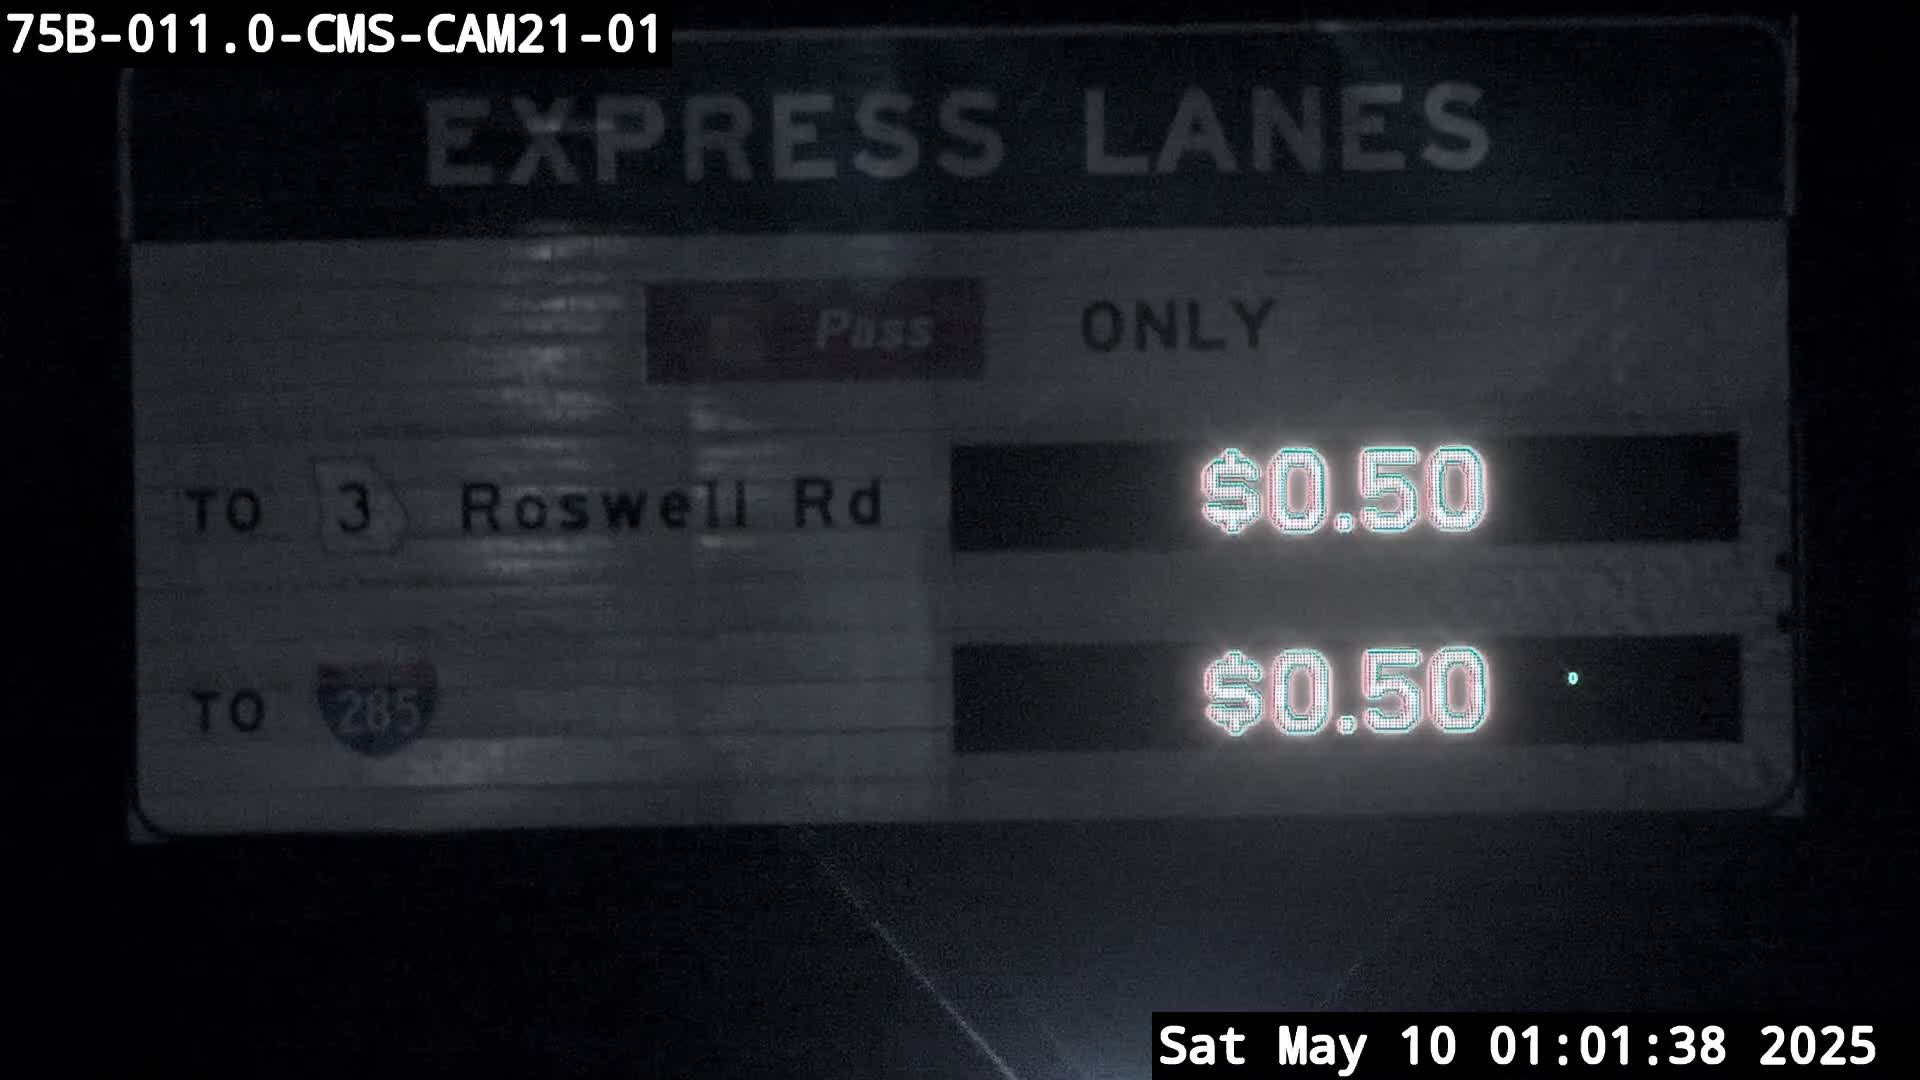 75B-011.0-CMS-CAM21-01
EXPRESS LANES
Pass ONLY
TO 3 Roswell Rd $0.50
TO 285 $0.50
Sat May 10 01:01:38 2025